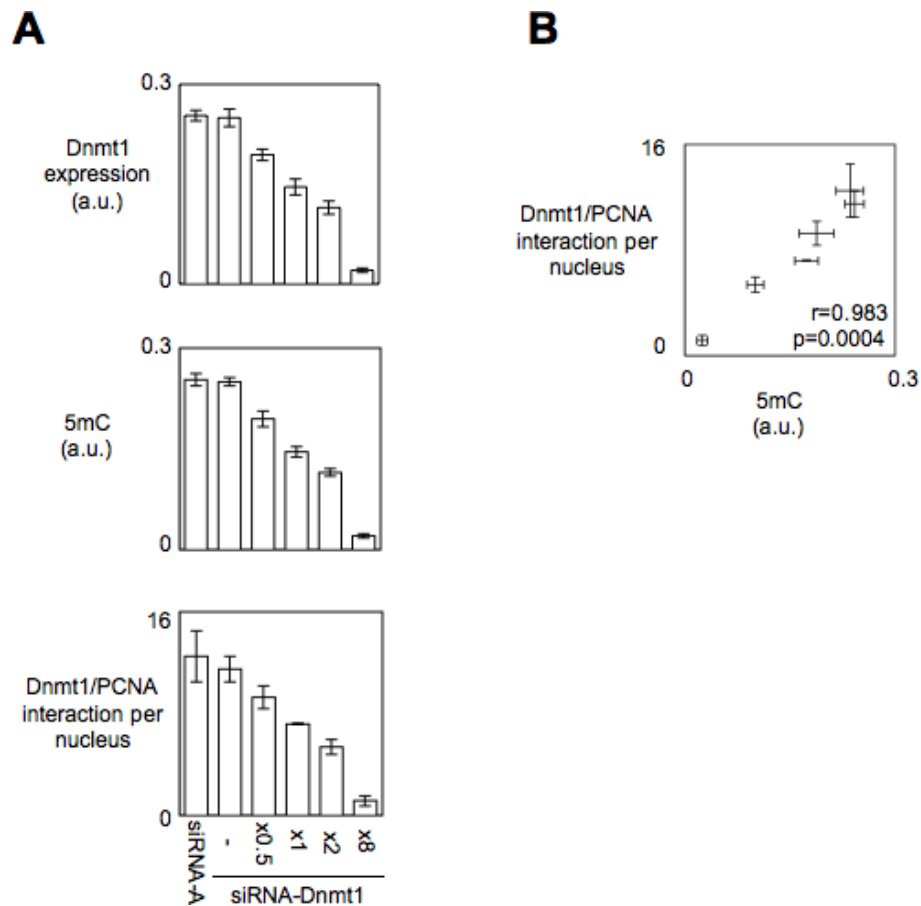 A
0.3
Dnmt1
expression
(a.u.)
0
0.3
5mC
(a.u.)
0
16
Dnmt1/PCNA
interaction per
nucleus
0
siRNA-A
-
x0.5
x1
x2
x8
siRNA-Dnmt1
B
16
Dnmt1/PCNA
interaction per
nucleus
r=0.983
p=0.0004
0
0
0.3
5mC
(a.u.)